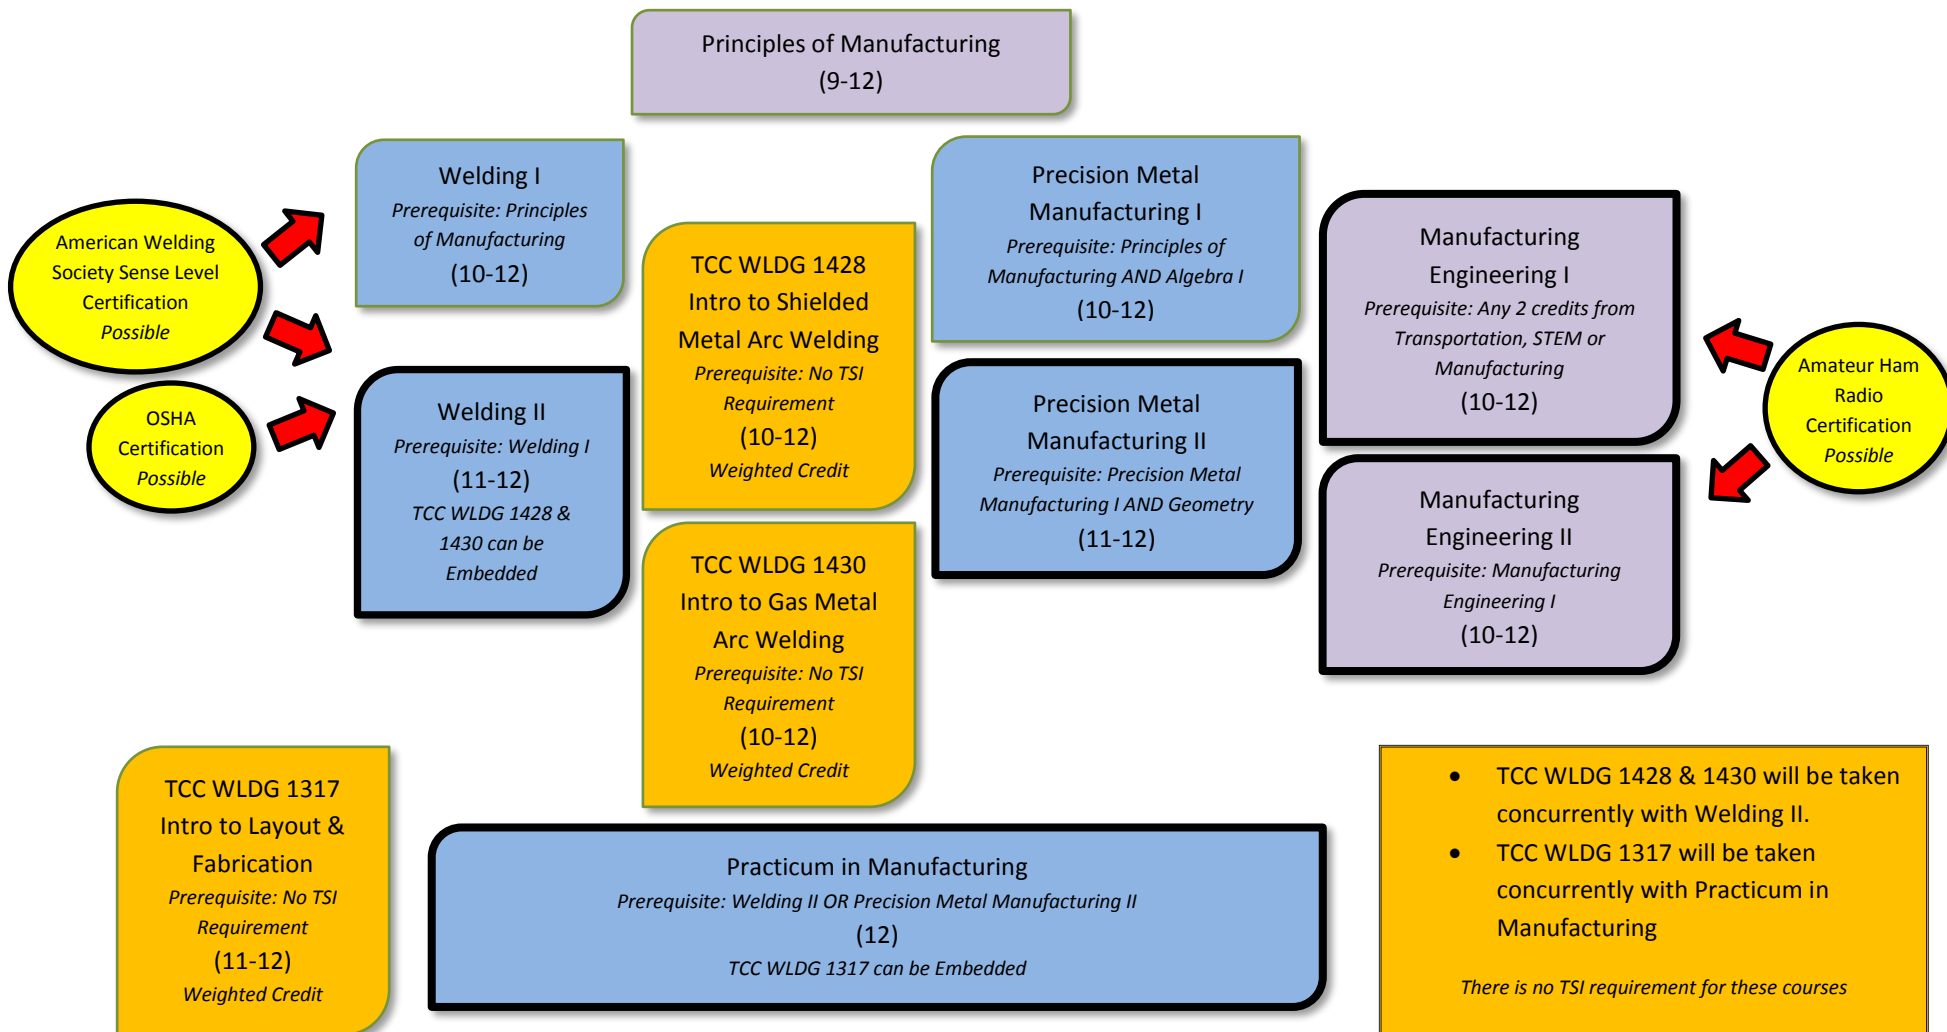 Principles of Manufacturing
(9-12)
American Welding
Society Sense Level
Certification
Possible
OSHA
Certification
Possible
Welding I
Prerequisite: Principles
of Manufacturing
(10-12)
Welding II
Prerequisite: Welding I
(11-12)
TCC WLDG 1428 &
1430 can be
Embedded
TCC WLDG 1428
Intro to Shielded
Metal Arc Welding
Prerequisite: No TSI
Requirement
(10-12)
Weighted Credit
TCC WLDG 1430
Intro to Gas Metal
Arc Welding
Prerequisite: No TSI
Requirement
(10-12)
Weighted Credit
Precision Metal
Manufacturing I
Prerequisite: Principles of
Manufacturing AND Algebra I
(10-12)
Precision Metal
Manufacturing II
Prerequisite: Precision Metal
Manufacturing I AND Geometry
(11-12)
Manufacturing
Engineering I
Prerequisite: Any 2 credits from
Transportation, STEM or
Manufacturing
(10-12)
Manufacturing
Engineering II
Prerequisite: Manufacturing
Engineering I
(10-12)
Amateur Ham
Radio
Certification
Possible
TCC WLDG 1317
Intro to Layout &
Fabrication
Prerequisite: No TSI
Requirement
(11-12)
Weighted Credit
Practicum in Manufacturing
Prerequisite: Welding II OR Precision Metal Manufacturing II
(12)
TCC WLDG 1317 can be Embedded
• TCC WLDG 1428 & 1430 will be taken
concurrently with Welding II.
• TCC WLDG 1317 will be taken
concurrently with Practicum in
Manufacturing
There is no TSI requirement for these courses